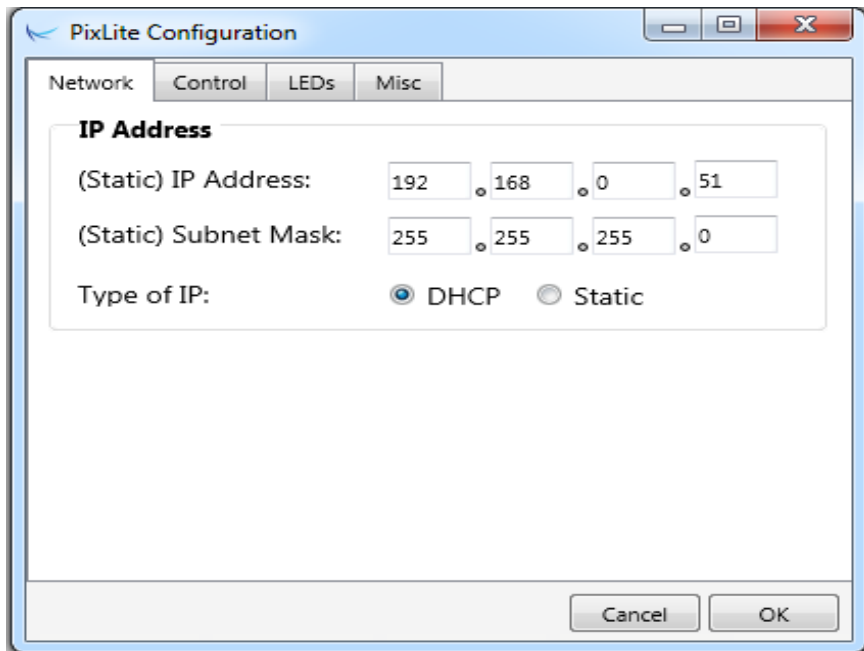 PixLite Configuration
Network Control LEDs Misc
IP Address
(Static) IP Address: 192 . 168 . 0 . 51
(Static) Subnet Mask: 255 . 255 . 255 . 0
Type of IP: DHCP Static
Cancel OK